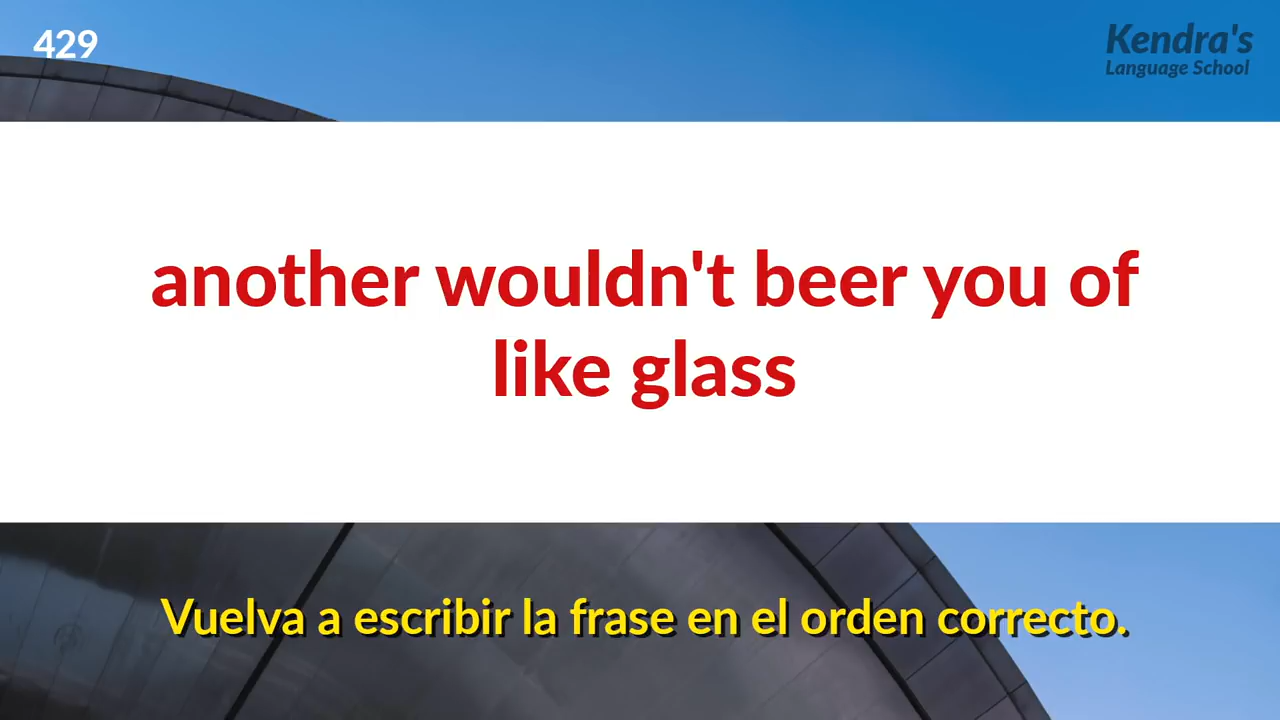 429
Kendra's
Language School
another wouldn't beer you of
like glass
Vuelva a escribir la frase en el orden correcto.